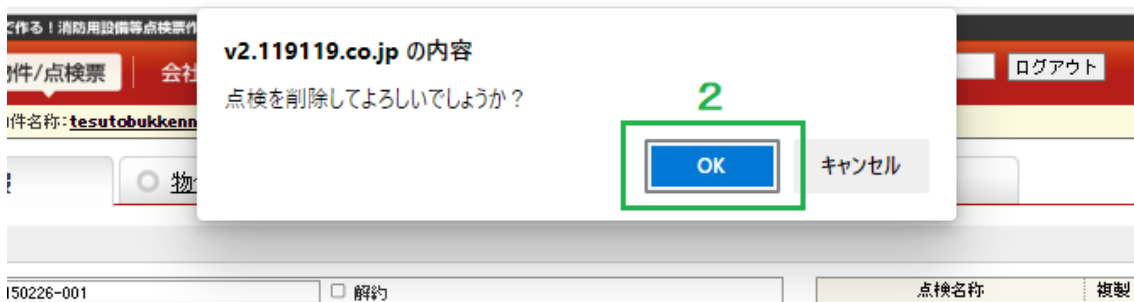 で作る！消防用設備等点検票作
v2.119119.co.jp の内容
件/点検票
会社
ログアウト
点検を削除してよろしいでしょうか？
2
件名称:tesutobukkenn
OK
キャンセル
物
150226-001
解約
点検名称
複製